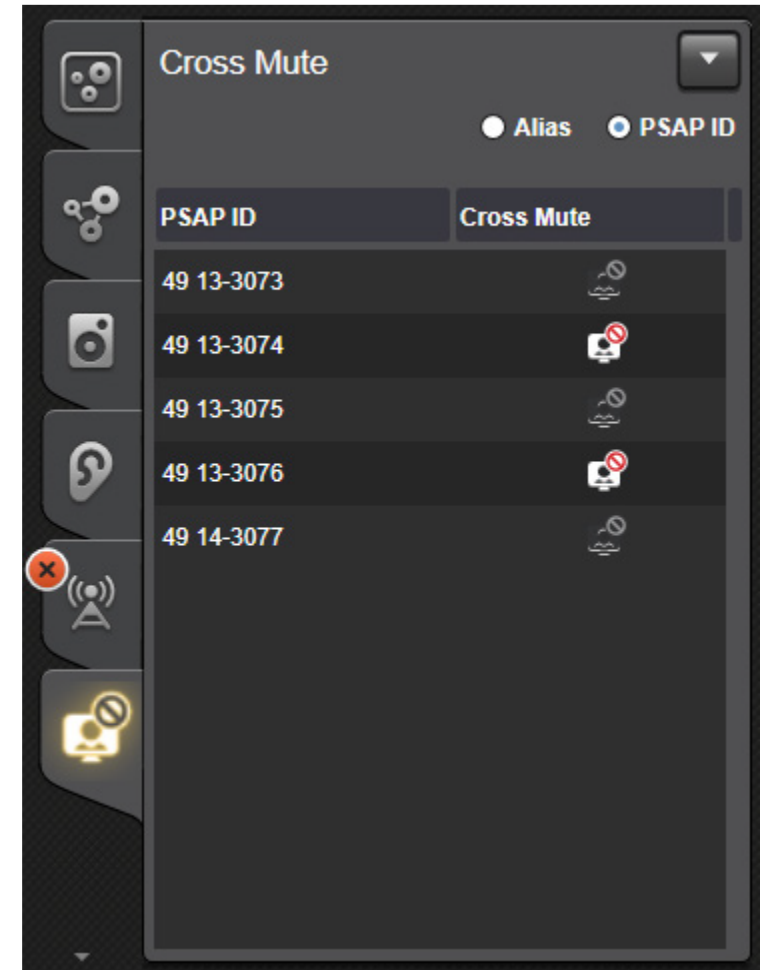 Cross Mute
Alias PSAP ID
PSAP ID Cross Mute
49 13-3073
49 13-3074
49 13-3075
49 13-3076
49 14-3077